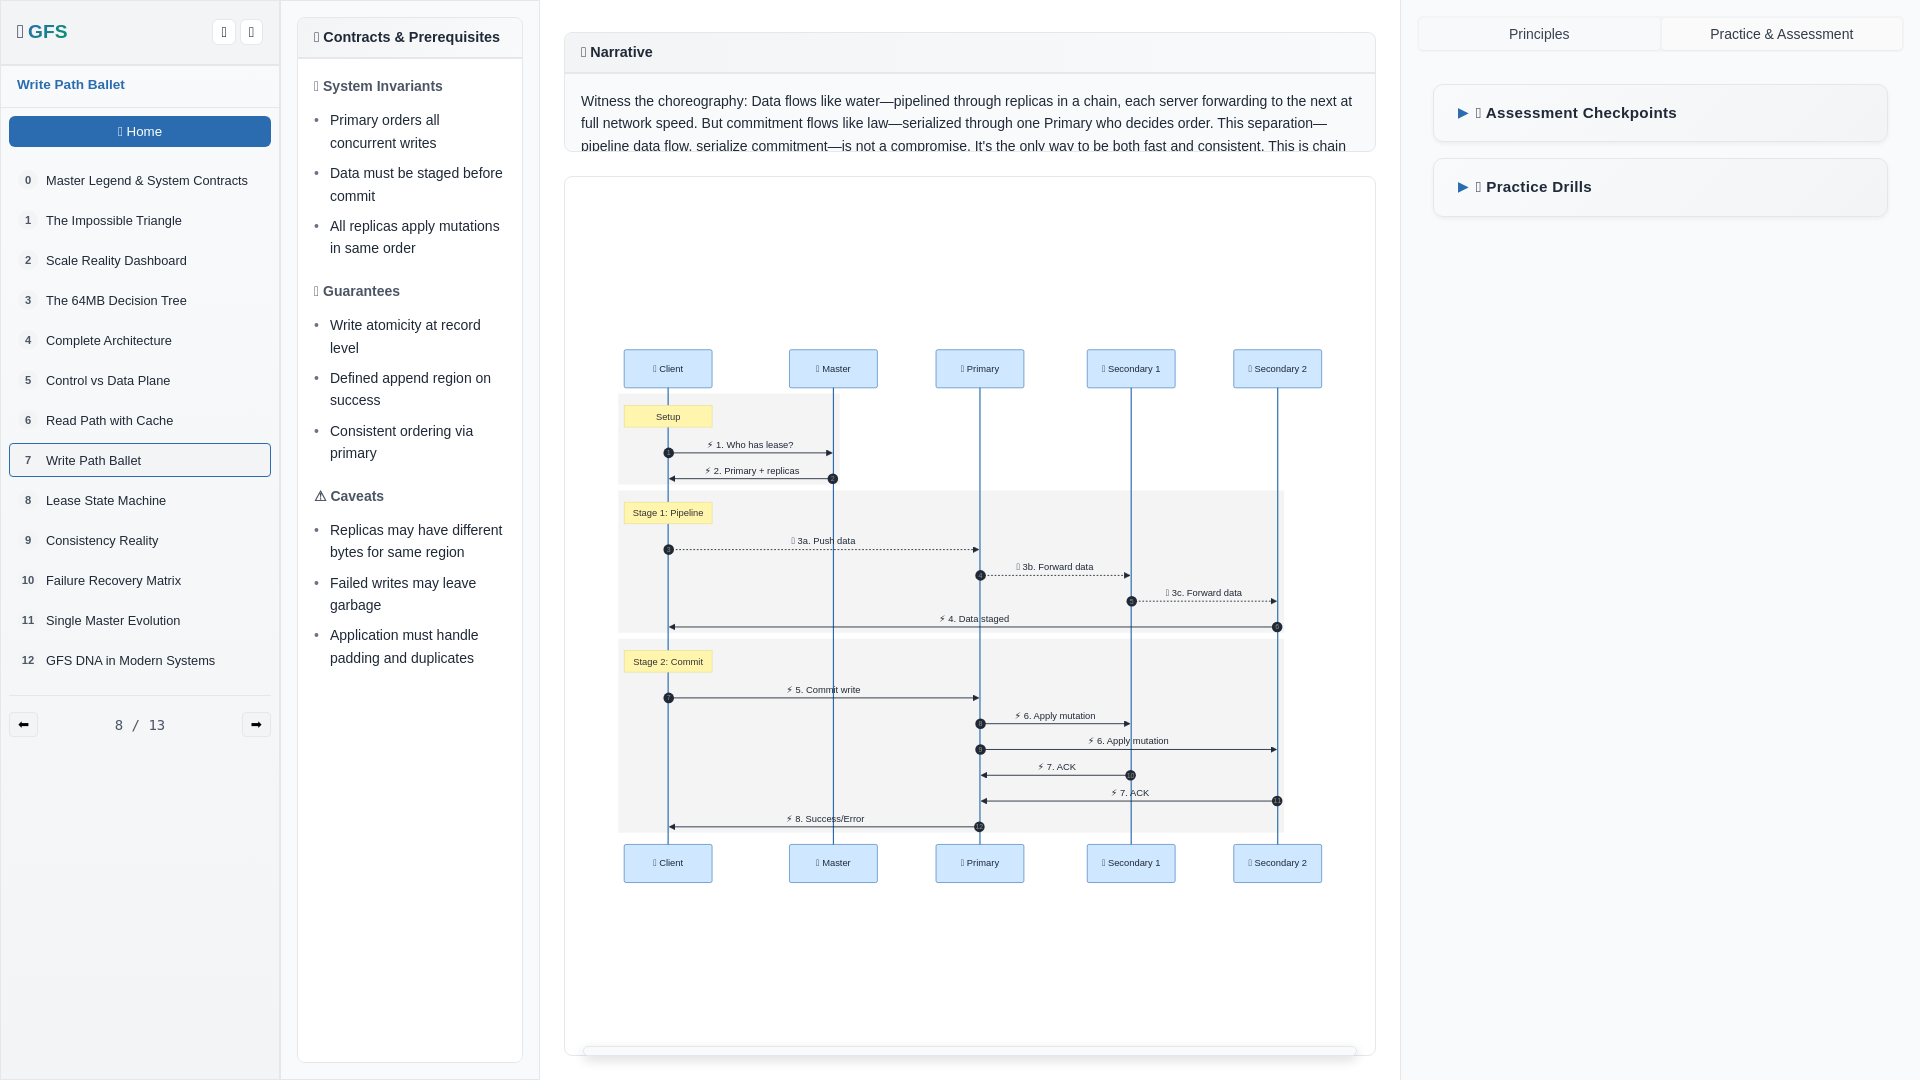 GFS
Write Path Ballet
Home
0 Master Legend & System Contracts
1 The Impossible Triangle
2 Scale Reality Dashboard
3 The 64MB Decision Tree
4 Complete Architecture
5 Control vs Data Plane
6 Read Path with Cache
7 Write Path Ballet
8 Lease State Machine
9 Consistency Reality
10 Failure Recovery Matrix
11 Single Master Evolution
12 GFS DNA in Modern Systems
⬅ 8 / 13 ➡
Contracts & Prerequisites
System Invariants
• Primary orders all
concurrent writes
• Data must be staged before
commit
• All replicas apply mutations
in same order
Guarantees
• Write atomicity at record
level
• Defined append region on
success
• Consistent ordering via
primary
⚠ Caveats
• Replicas may have different
bytes for same region
• Failed writes may leave
garbage
• Application must handle
padding and duplicates
Narrative
Witness the choreography: Data flows like water—pipelined through replicas in a chain, each server forwarding to the next at
full network speed. But commitment flows like law—serialized through one Primary who decides order. This separation—
pipeline data flow, serialize commitment—is not a compromise. It's the only way to be both fast and consistent. This is chain
Client Master Primary Secondary 1 Secondary 2
Setup
⚡ 1. Who has lease?
1
⚡ 2. Primary + replicas
2
Stage 1: Pipeline
3a. Push data
3
3b. Forward data
4
3c. Forward data
5
⚡ 4. Data staged
6
Stage 2: Commit
⚡ 5. Commit write
7
⚡ 6. Apply mutation
8
⚡ 6. Apply mutation
9
⚡ 7. ACK
10
⚡ 7. ACK
11
⚡ 8. Success/Error
12
Client Master Primary Secondary 1 Secondary 2
Principles
Practice & Assessment
▶ Assessment Checkpoints
▶ Practice Drills